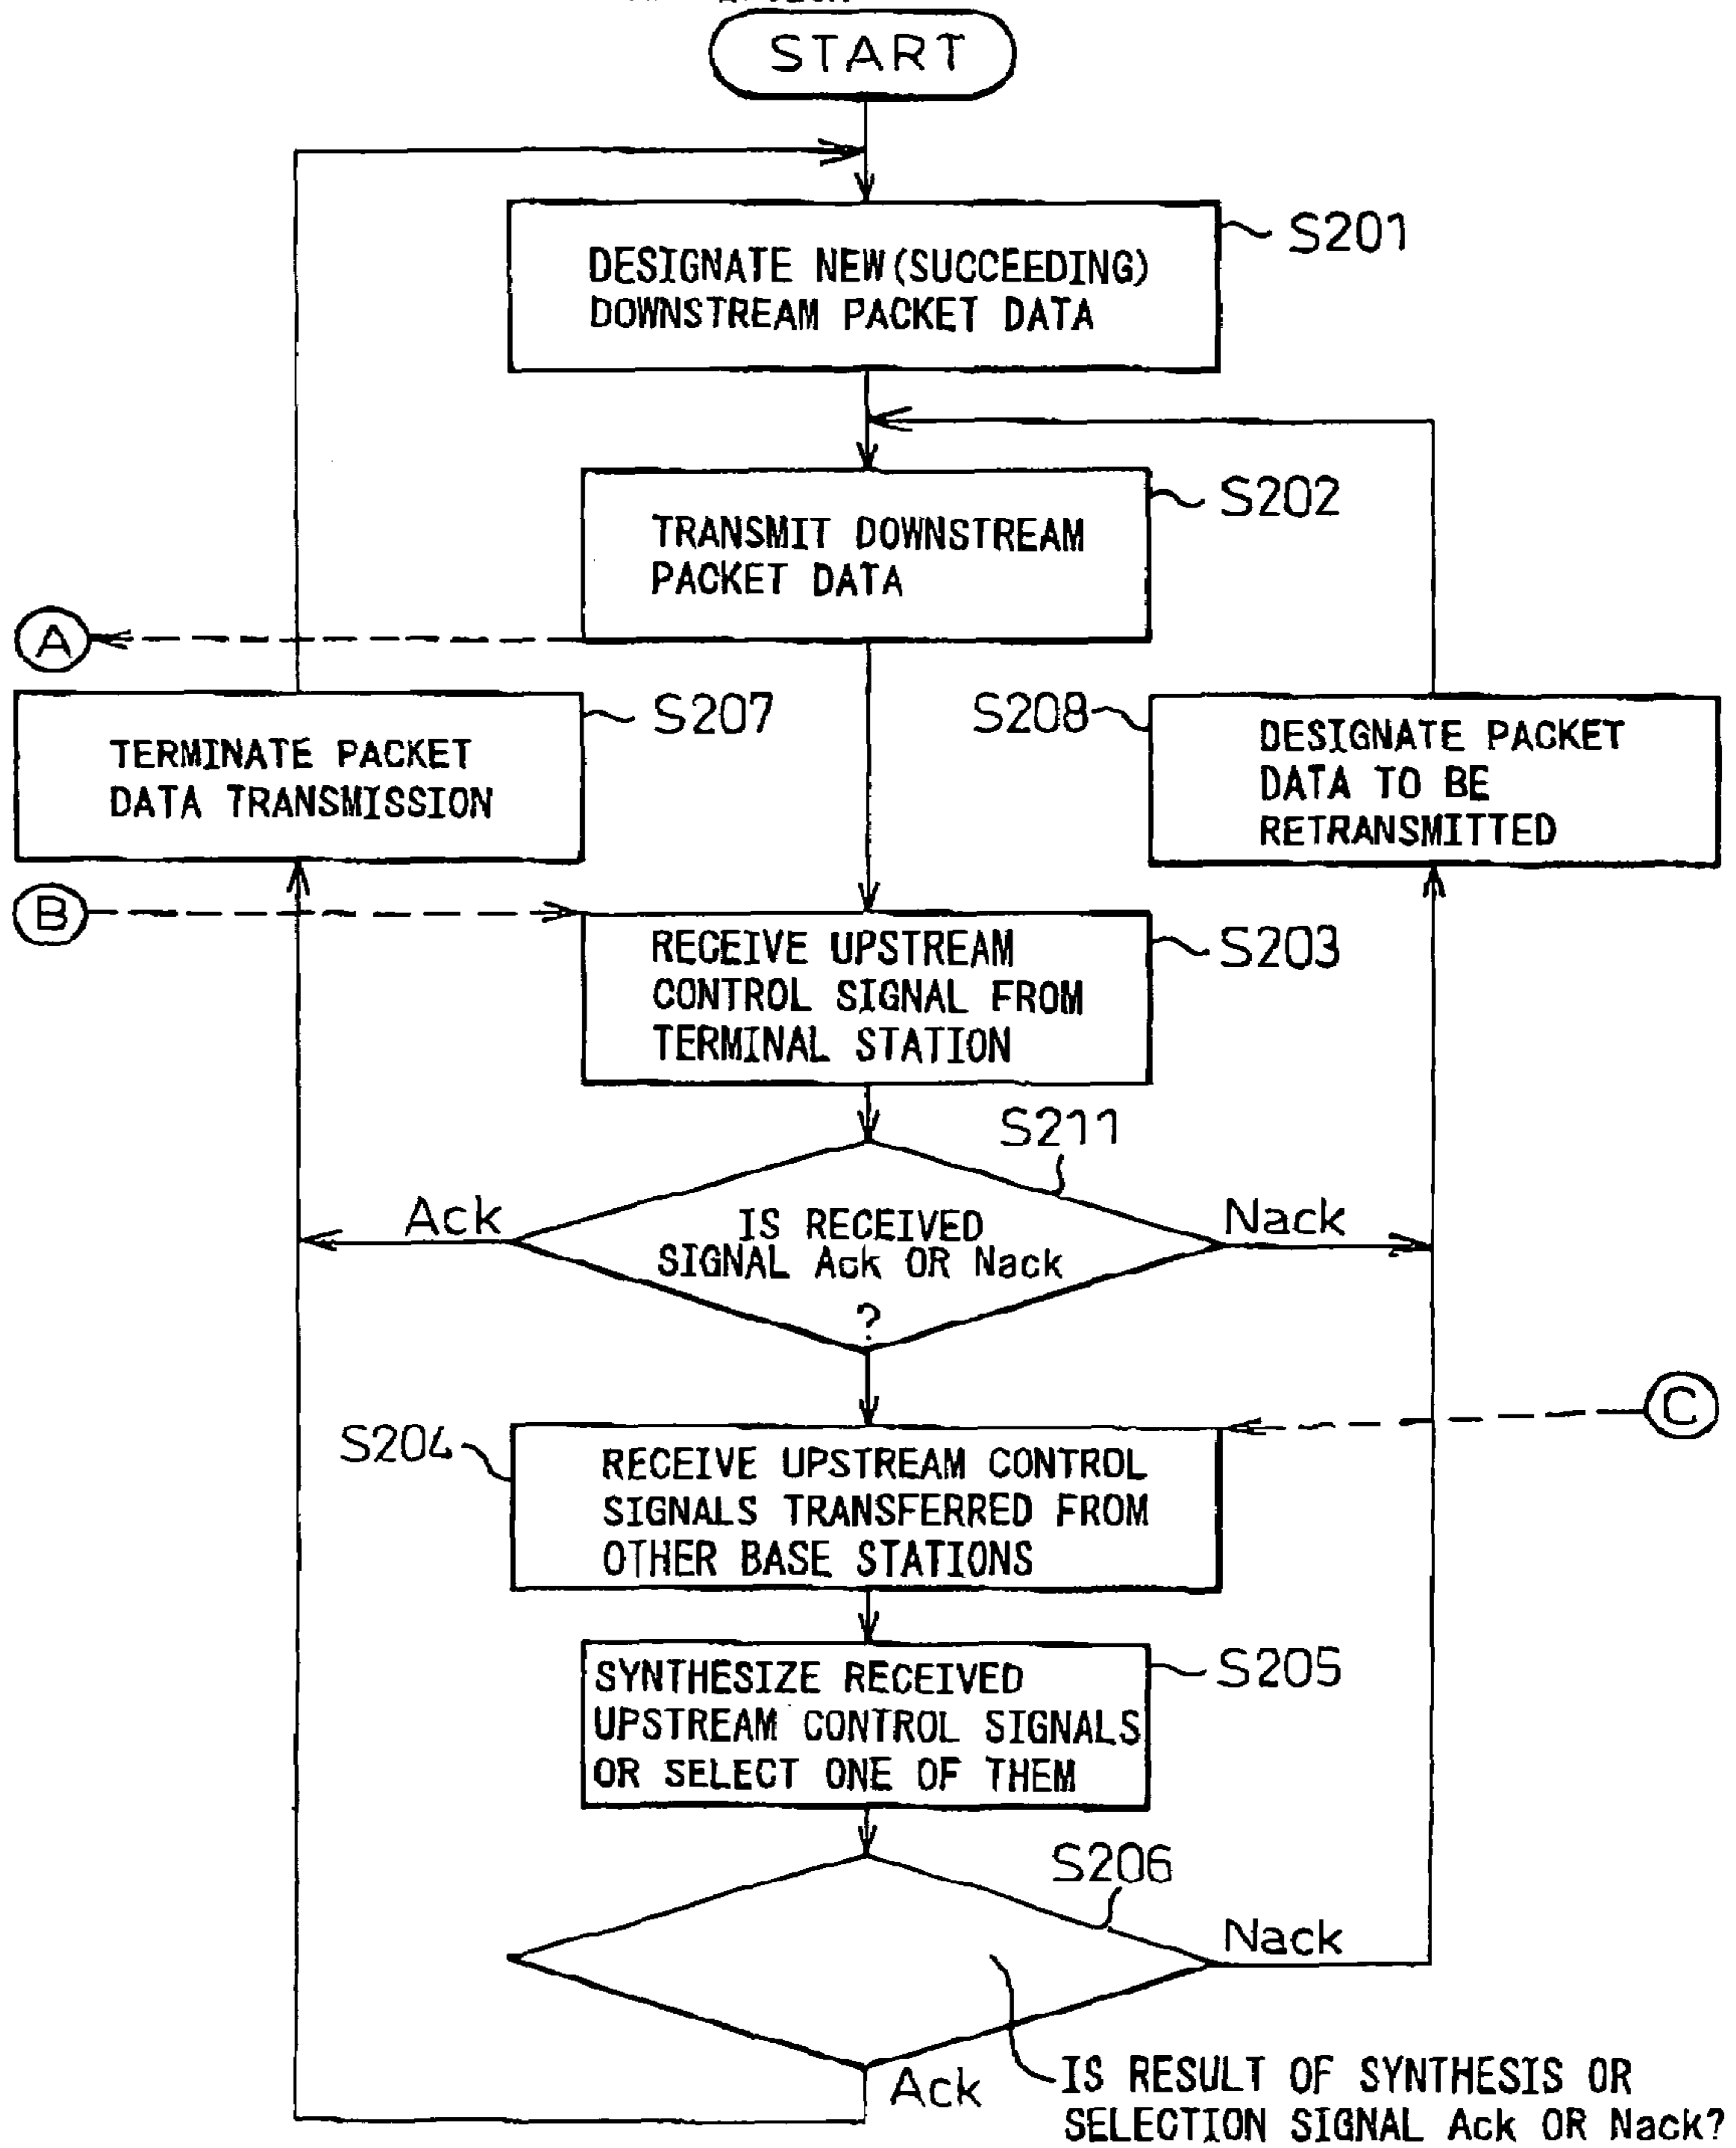 START
S201
DESIGNATE NEW (SUCCEEDING)
DOWNSTREAM PACKET DATA
S202
TRANSMIT DOWNSTREAM
PACKET DATA
A
S207
TERMINATE PACKET
DATA TRANSMISSION
S208
DESIGNATE PACKET
DATA TO BE
RETRANSMITTED
B
S203
RECEIVE UPSTREAM
CONTROL SIGNAL FROM
TERMINAL STATION
S211
Ack
IS RECEIVED
SIGNAL Ack OR Nack
?
Nack
C
S204
RECEIVE UPSTREAM CONTROL
SIGNALS TRANSFERRED FROM
OTHER BASE STATIONS
S205
SYNTHESIZE RECEIVED
UPSTREAM CONTROL SIGNALS
OR SELECT ONE OF THEM
S206
Nack
Ack
IS RESULT OF SYNTHESIS OR
SELECTION SIGNAL Ack OR Nack?